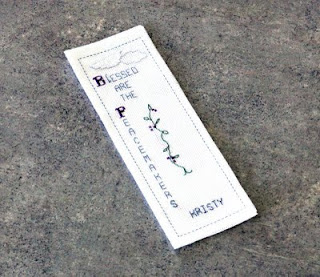 Blessed
are
the
Peacemakers
Kristy